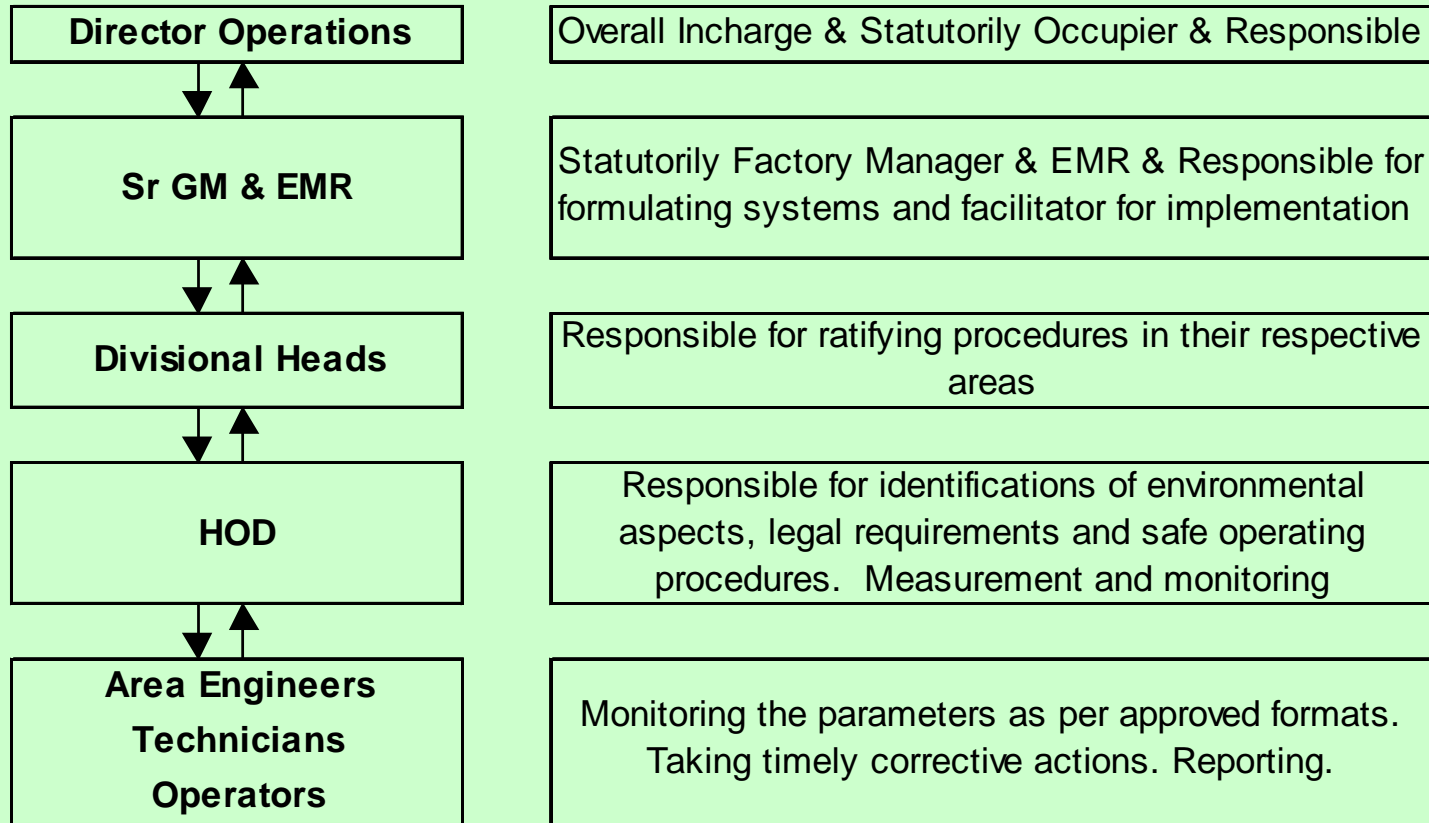 Director Operations
Overall Incharge & Statutorily Occupier & Responsible
Sr GM & EMR
Statutorily Factory Manager & EMR & Responsible for
formulating systems and facilitator for implementation
Divisional Heads
Responsible for ratifying procedures in their respective
areas
HOD
Responsible for identifications of environmental
aspects, legal requirements and safe operating
procedures.  Measurement and monitoring
Area Engineers
Technicians
Operators
Monitoring the parameters as per approved formats.
Taking timely corrective actions. Reporting.